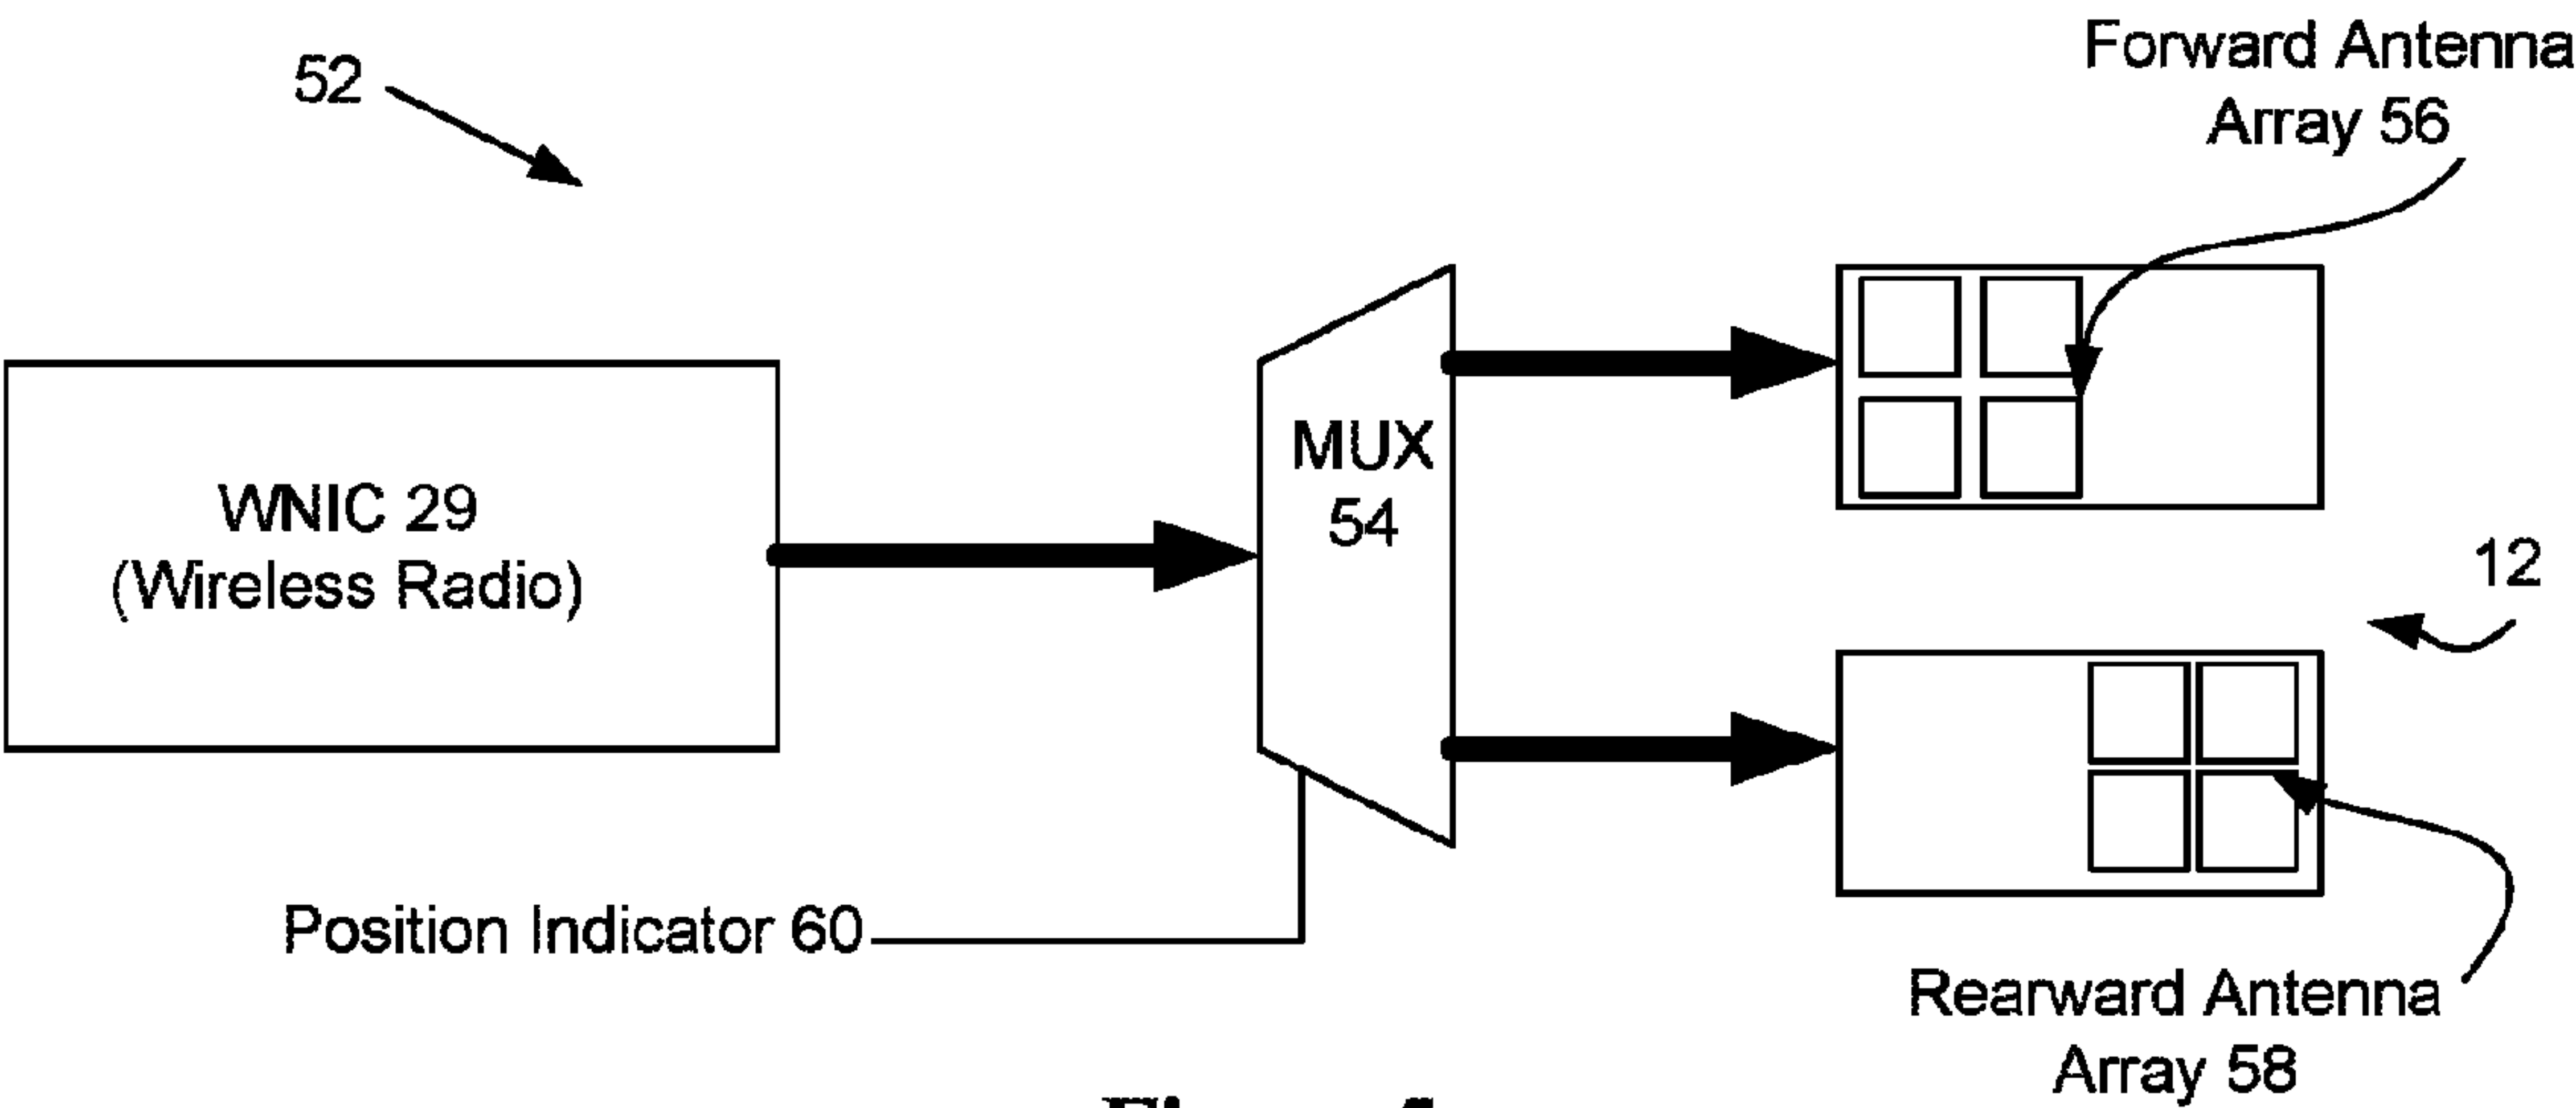 52
Forward Antenna
Array 56
MUX
54
WNIC 29
(Wireless Radio)
12
Position Indicator 60
Rearward Antenna
Array 58